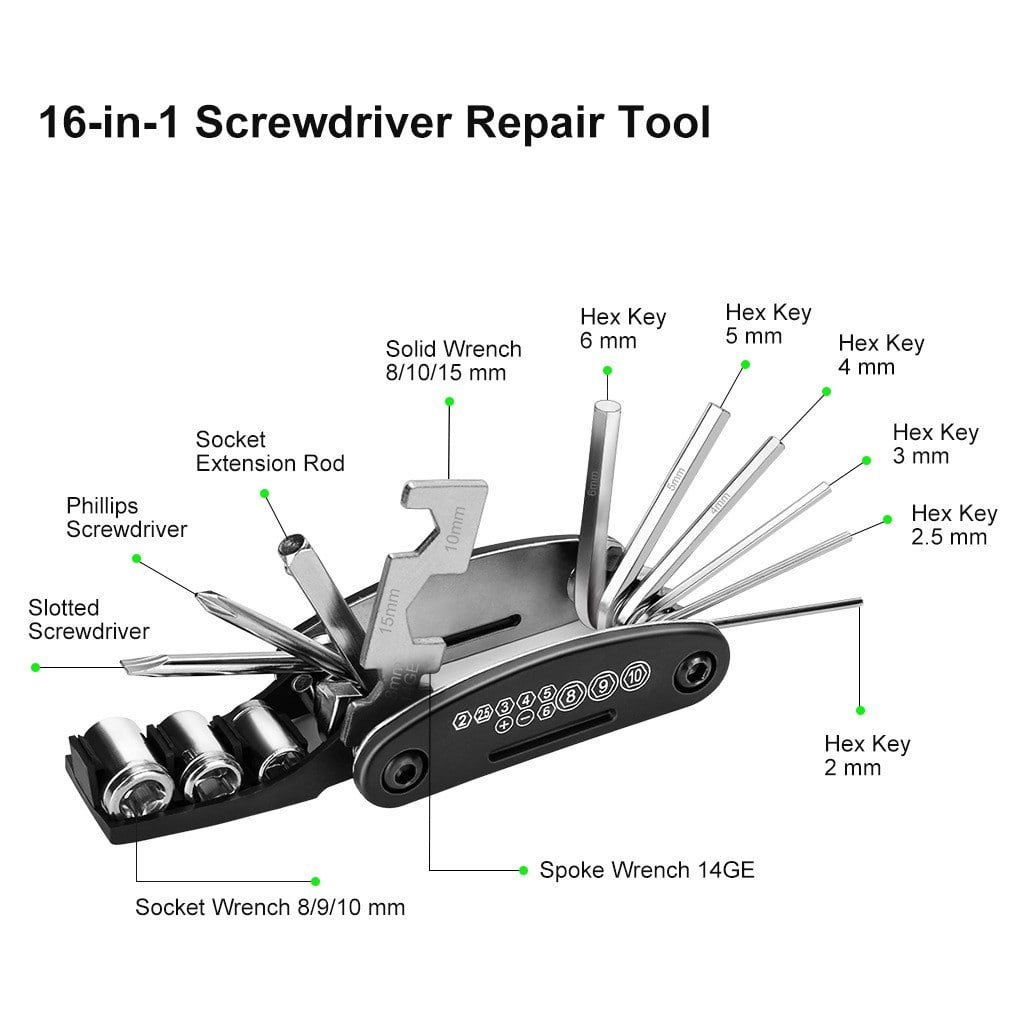 16-in-1 Screwdriver Repair Tool
Hex Key
6 mm
Hex Key
5 mm
Hex Key
4 mm
Solid Wrench
8/10/15 mm
Hex Key
3 mm
Socket
Extension Rod
Hex Key
2.5 mm
Phillips
Screwdriver
Slotted
Screwdriver
6mm
5mm
4mm
10mm
15mm
mm
GE
2 2.5 3 4 5 8 9 10
+ − 6
Hex Key
2 mm
Spoke Wrench 14GE
Socket Wrench 8/9/10 mm